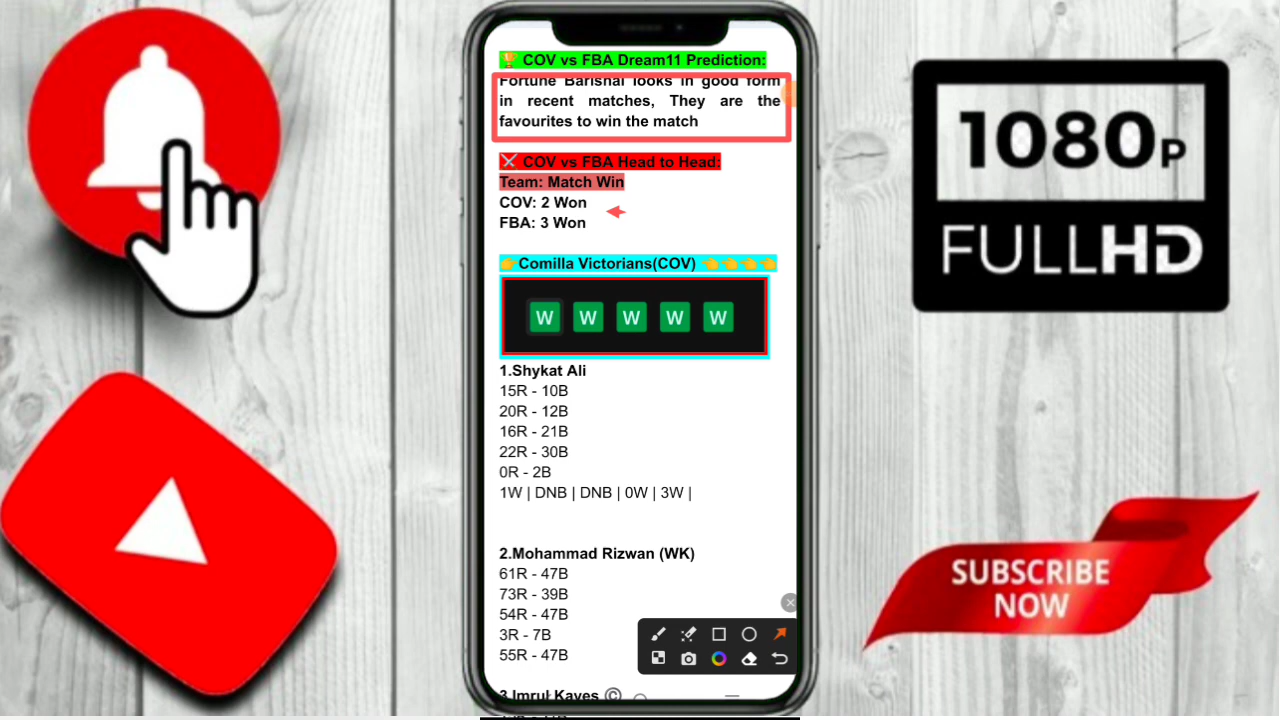 🏆 COV vs FBA Dream11 Prediction:
Fortune Barishal looks in good form
in recent matches, They are the
favourites to win the match
⚔ COV vs FBA Head to Head:
Team: Match Win
COV: 2 Won
FBA: 3 Won
👉Comilla Victorians(COV) 👈👈👈👈
W W W W W
1.Shykat Ali
15R - 10B
20R - 12B
16R - 21B
22R - 30B
0R - 2B
1W | DNB | DNB | 0W | 3W |
2.Mohammad Rizwan (WK)
61R - 47B
73R - 39B
54R - 47B
3R - 7B
55R - 47B
3.Imrul Kayes Ⓒ
1080P
FULLHD
SUBSCRIBE
NOW